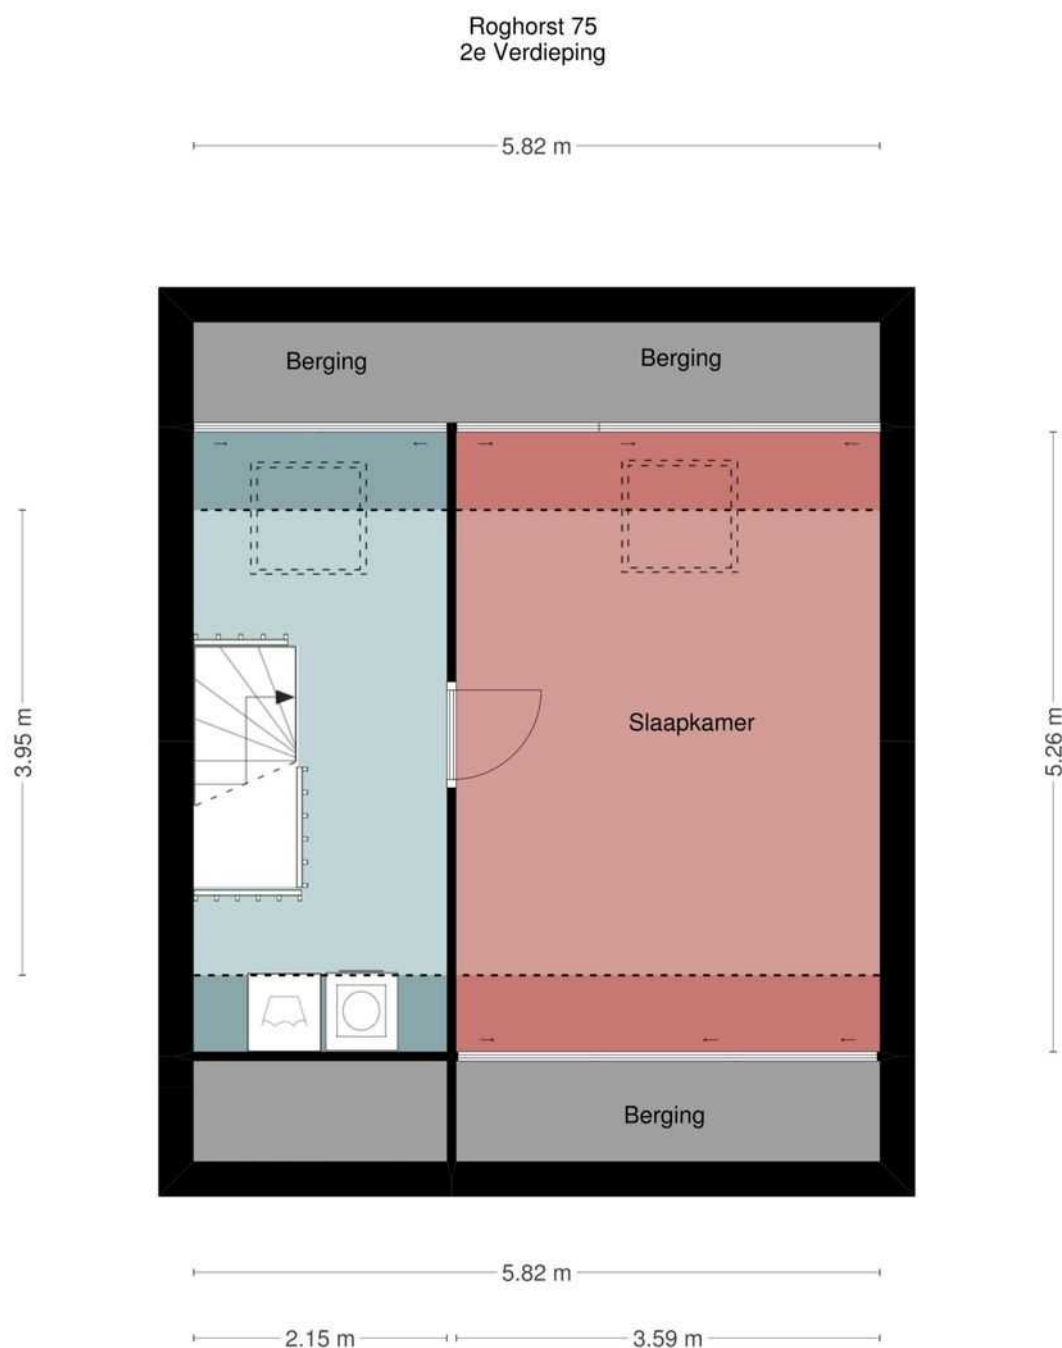 Roghorst 75
2e Verdieping
5.82 m
Berging
Berging
3.95 m
Slaapkamer
5.26 m
Berging
5.82 m
2.15 m
3.59 m